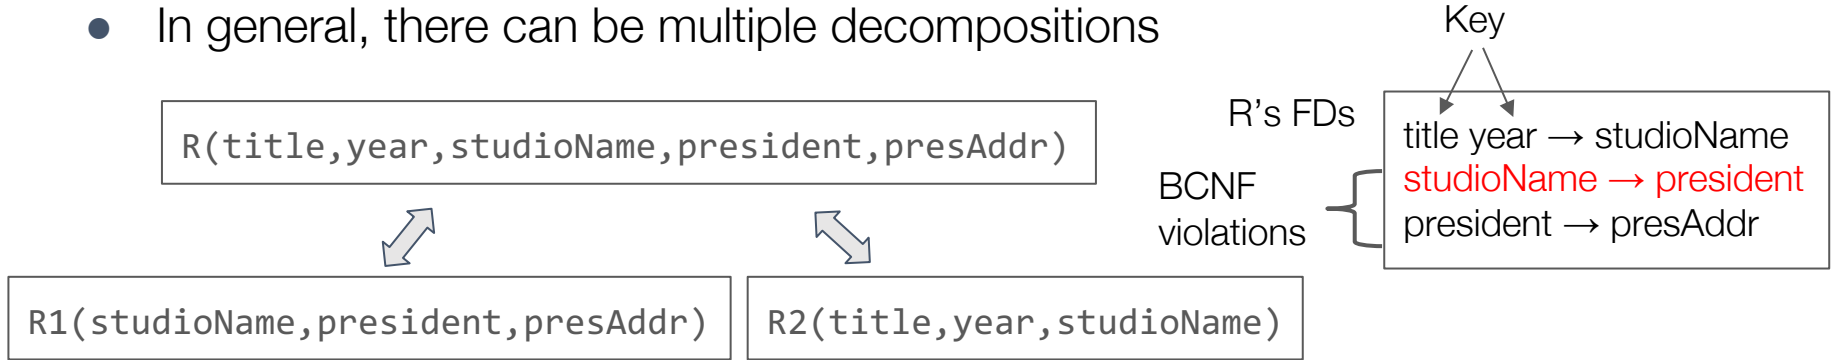 ● In general, there can be multiple decompositions
Key
R(title,year,studioName,president,presAddr)
R's FDs
title year → studioName
studioName → president
president → presAddr
BCNF
violations
R1(studioName,president,presAddr)
R2(title,year,studioName)